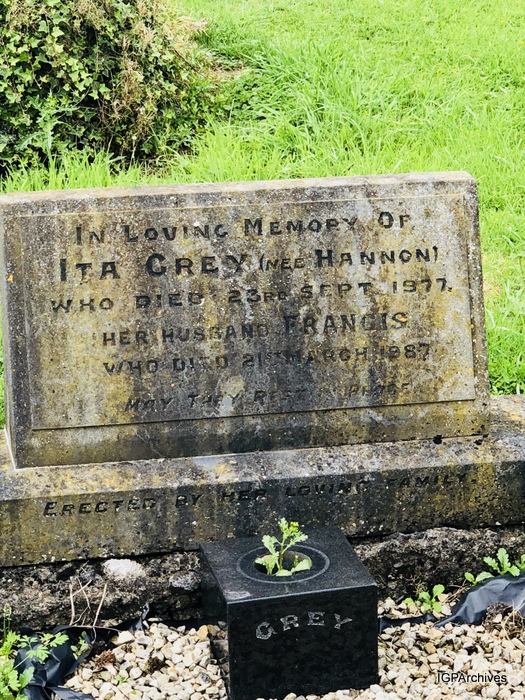 In Loving Memory Of
Ita Grey (nee Hannon)
who died 23rd Sept. 1977.
her husband Francis
who died 21st March 1987
May They Rest In Peace
Erected by her loving family.
GREY
IGPArchives